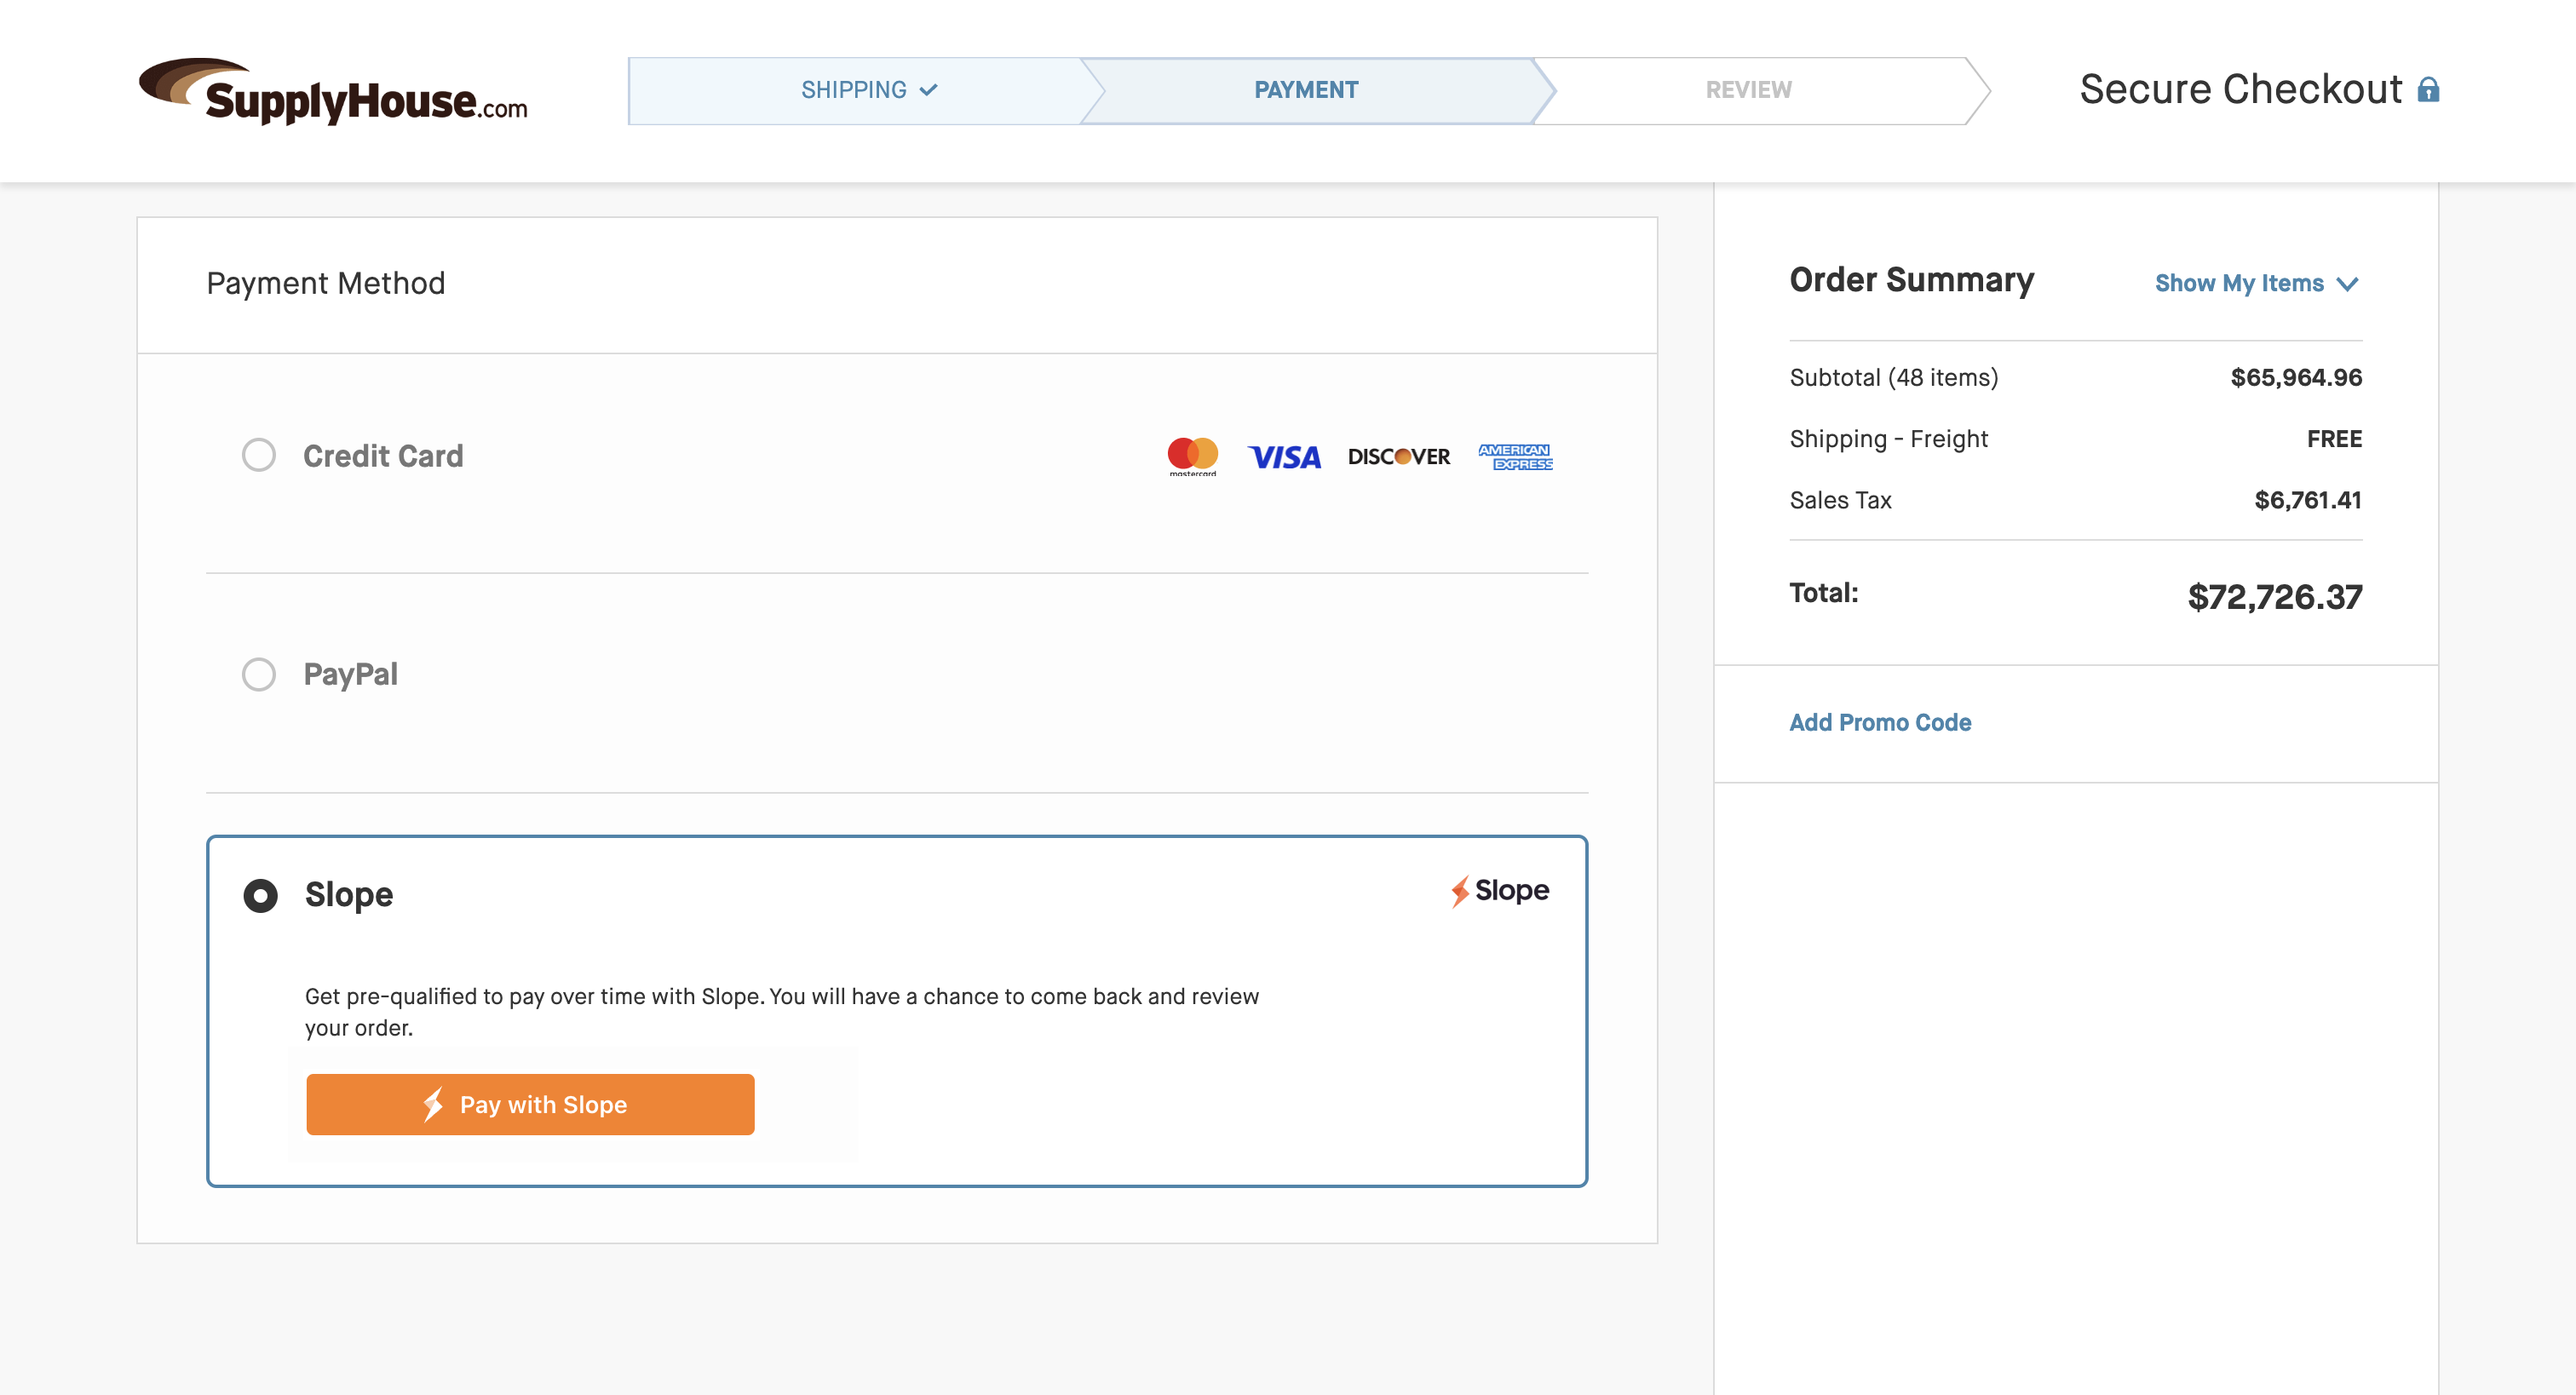 SupplyHouse.com
SHIPPING
PAYMENT
REVIEW
Secure Checkout
Payment Method
Credit Card
mastercard
VISA
DISCOVER
AMERICAN
EXPRESS
PayPal
Slope
Slope
Get pre-qualified to pay over time with Slope. You will have a chance to come back and review
your order.
Pay with Slope
Order Summary
Show My Items
Subtotal (48 items) $65,964.96
Shipping - Freight FREE
Sales Tax $6,761.41
Total: $72,726.37
Add Promo Code